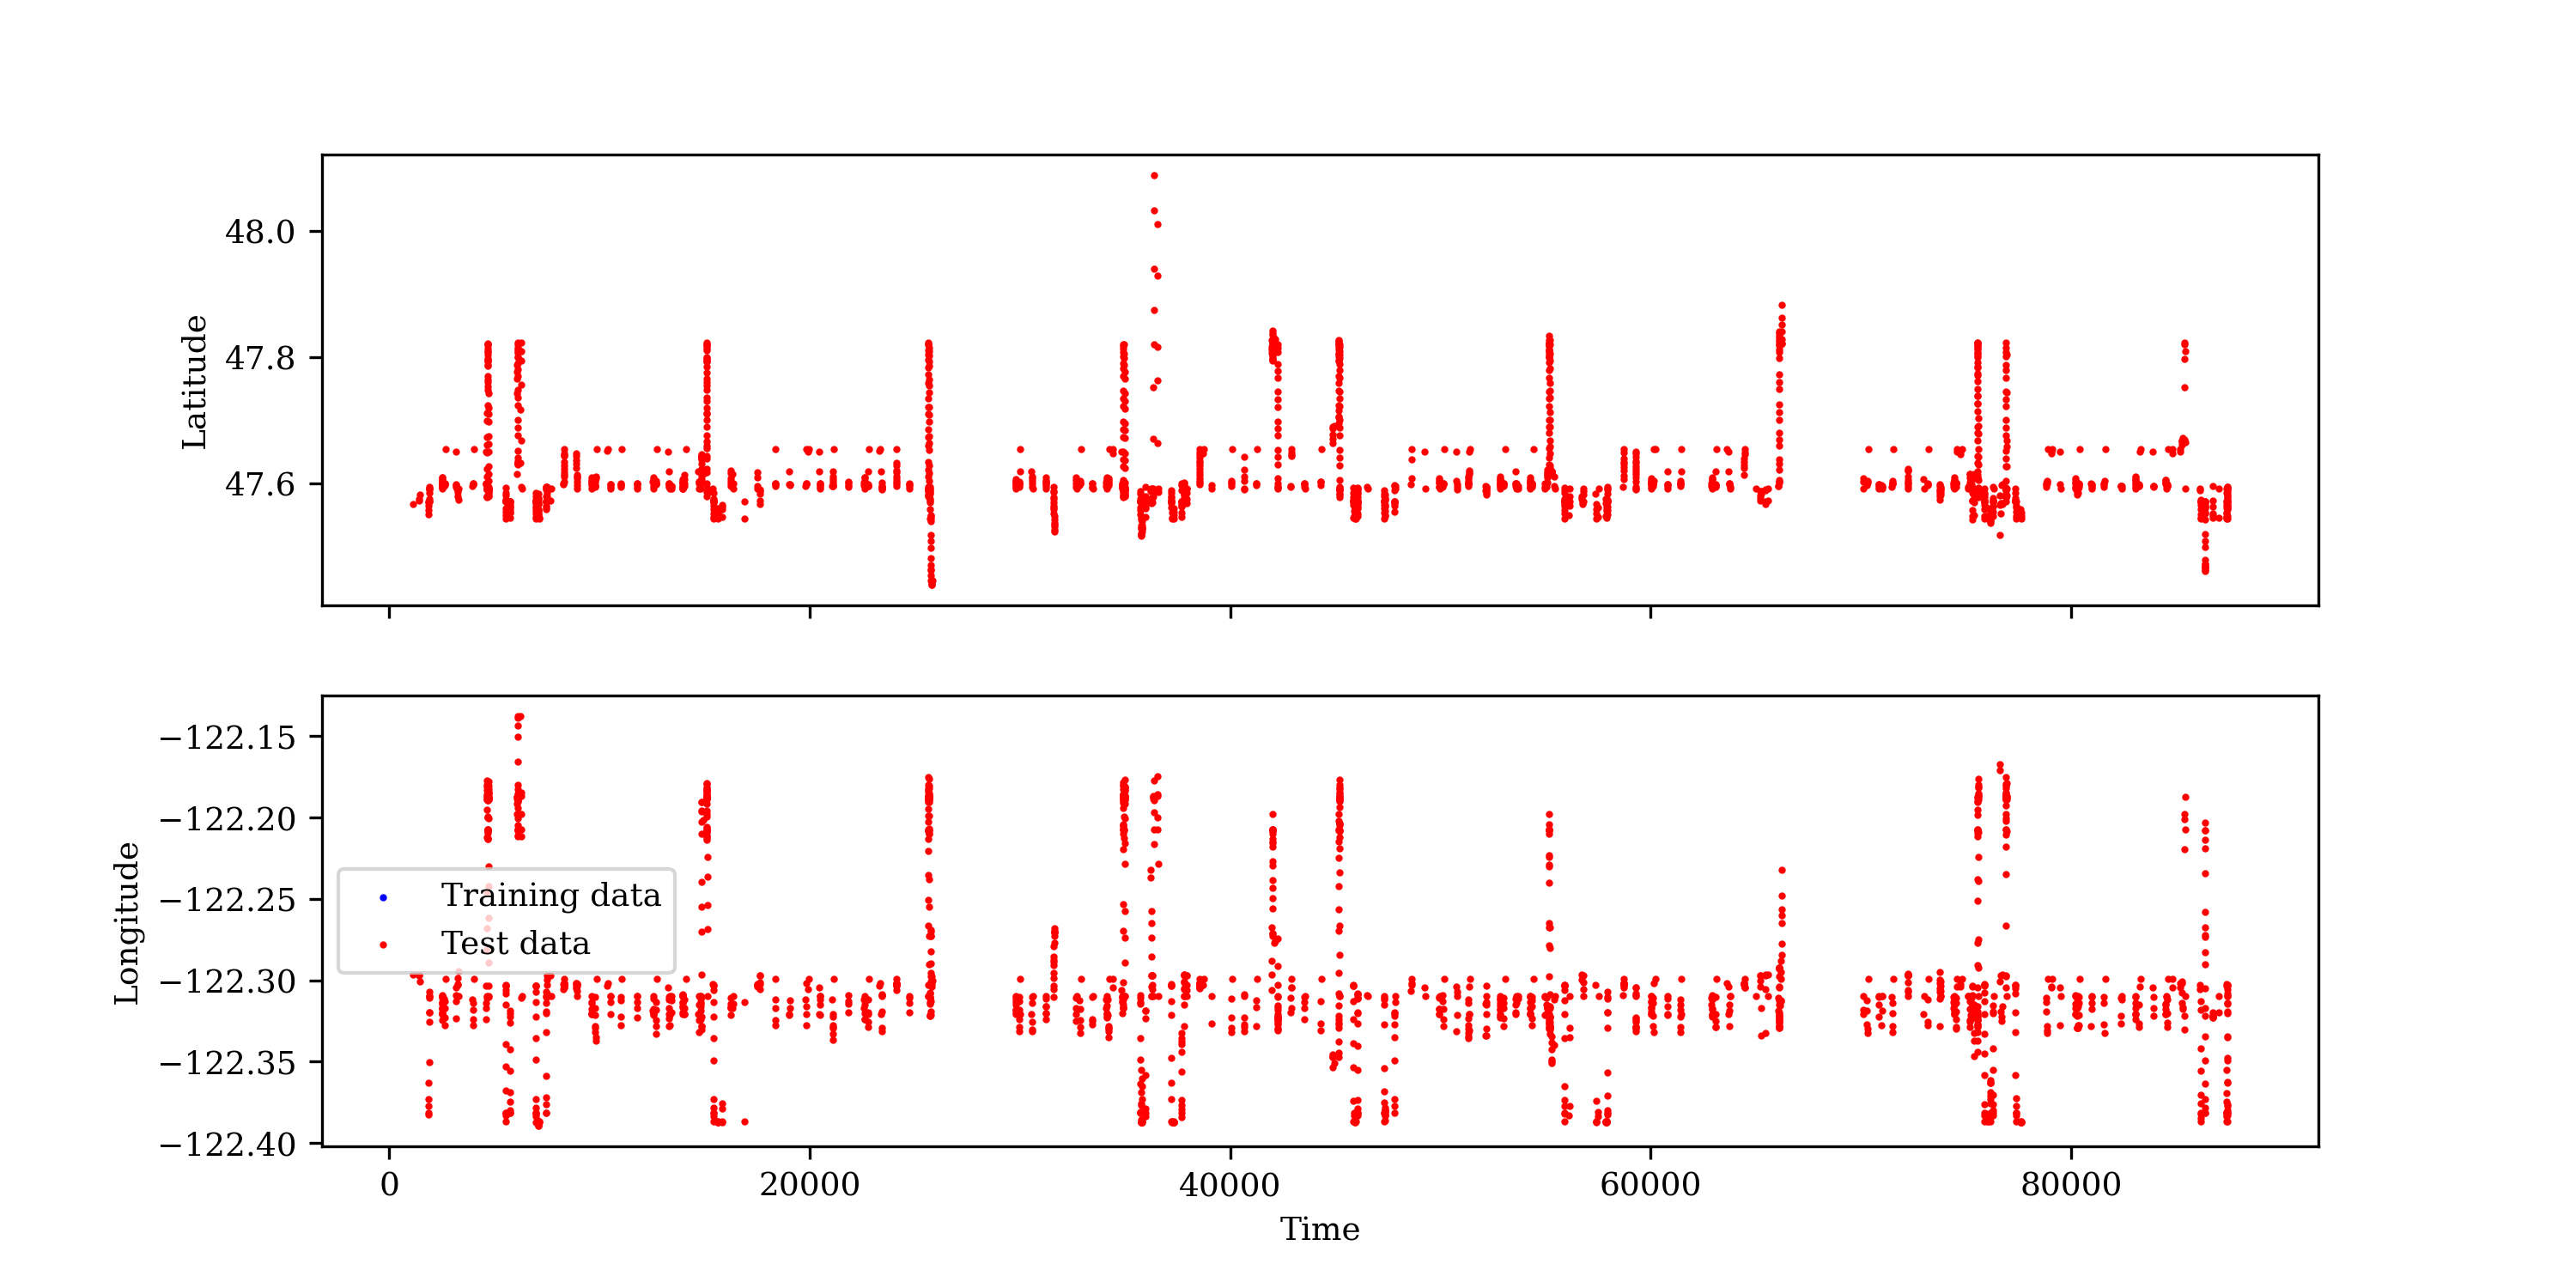 48.0
47.8
47.6
Latitude
−122.15
−122.20
−122.25
−122.30
−122.35
−122.40
Longitude
Training data
Test data
0 20000 40000 60000 80000
Time